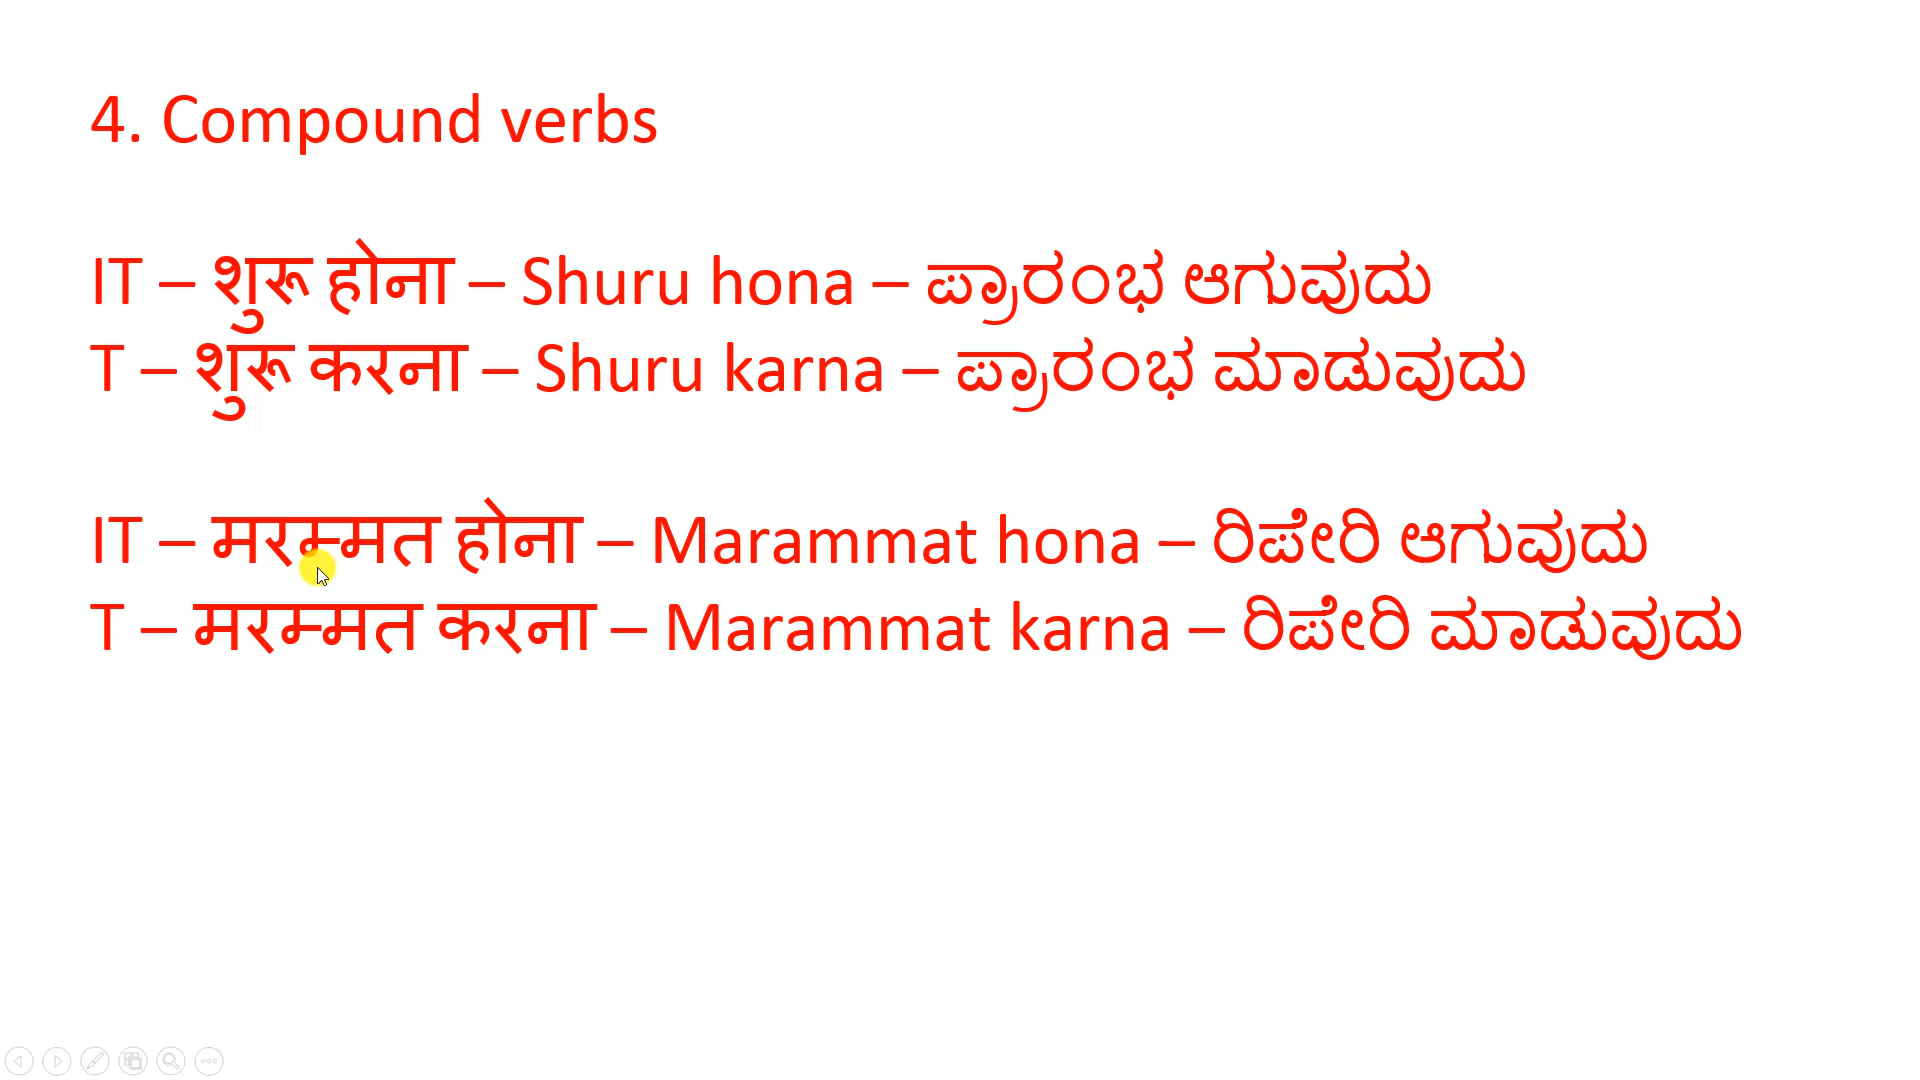 4. Compound verbs
IT – शुरू होना – Shuru hona – ಪ್ರಾರಂಭ ಆಗುವುದು
T – शुरू करना – Shuru karna – ಪ್ರಾರಂಭ ಮಾಡುವುದು
IT – मरम्मत होना – Marammat hona – ರಿಪೇರಿ ಆಗುವುದು
T – मरम्मत करना – Marammat karna – ರಿಪೇರಿ ಮಾಡುವುದು